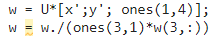 w = U*[x';y'; ones(1,4)];
w = w./(ones(3,1)*w(3,:))